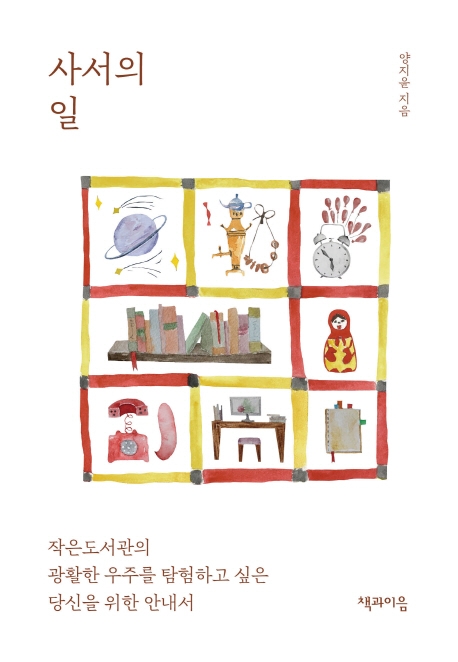 사서의
일
양지윤 지음
작은도서관의
광활한 우주를 탐험하고 싶은
당신을 위한 안내서
책과이음